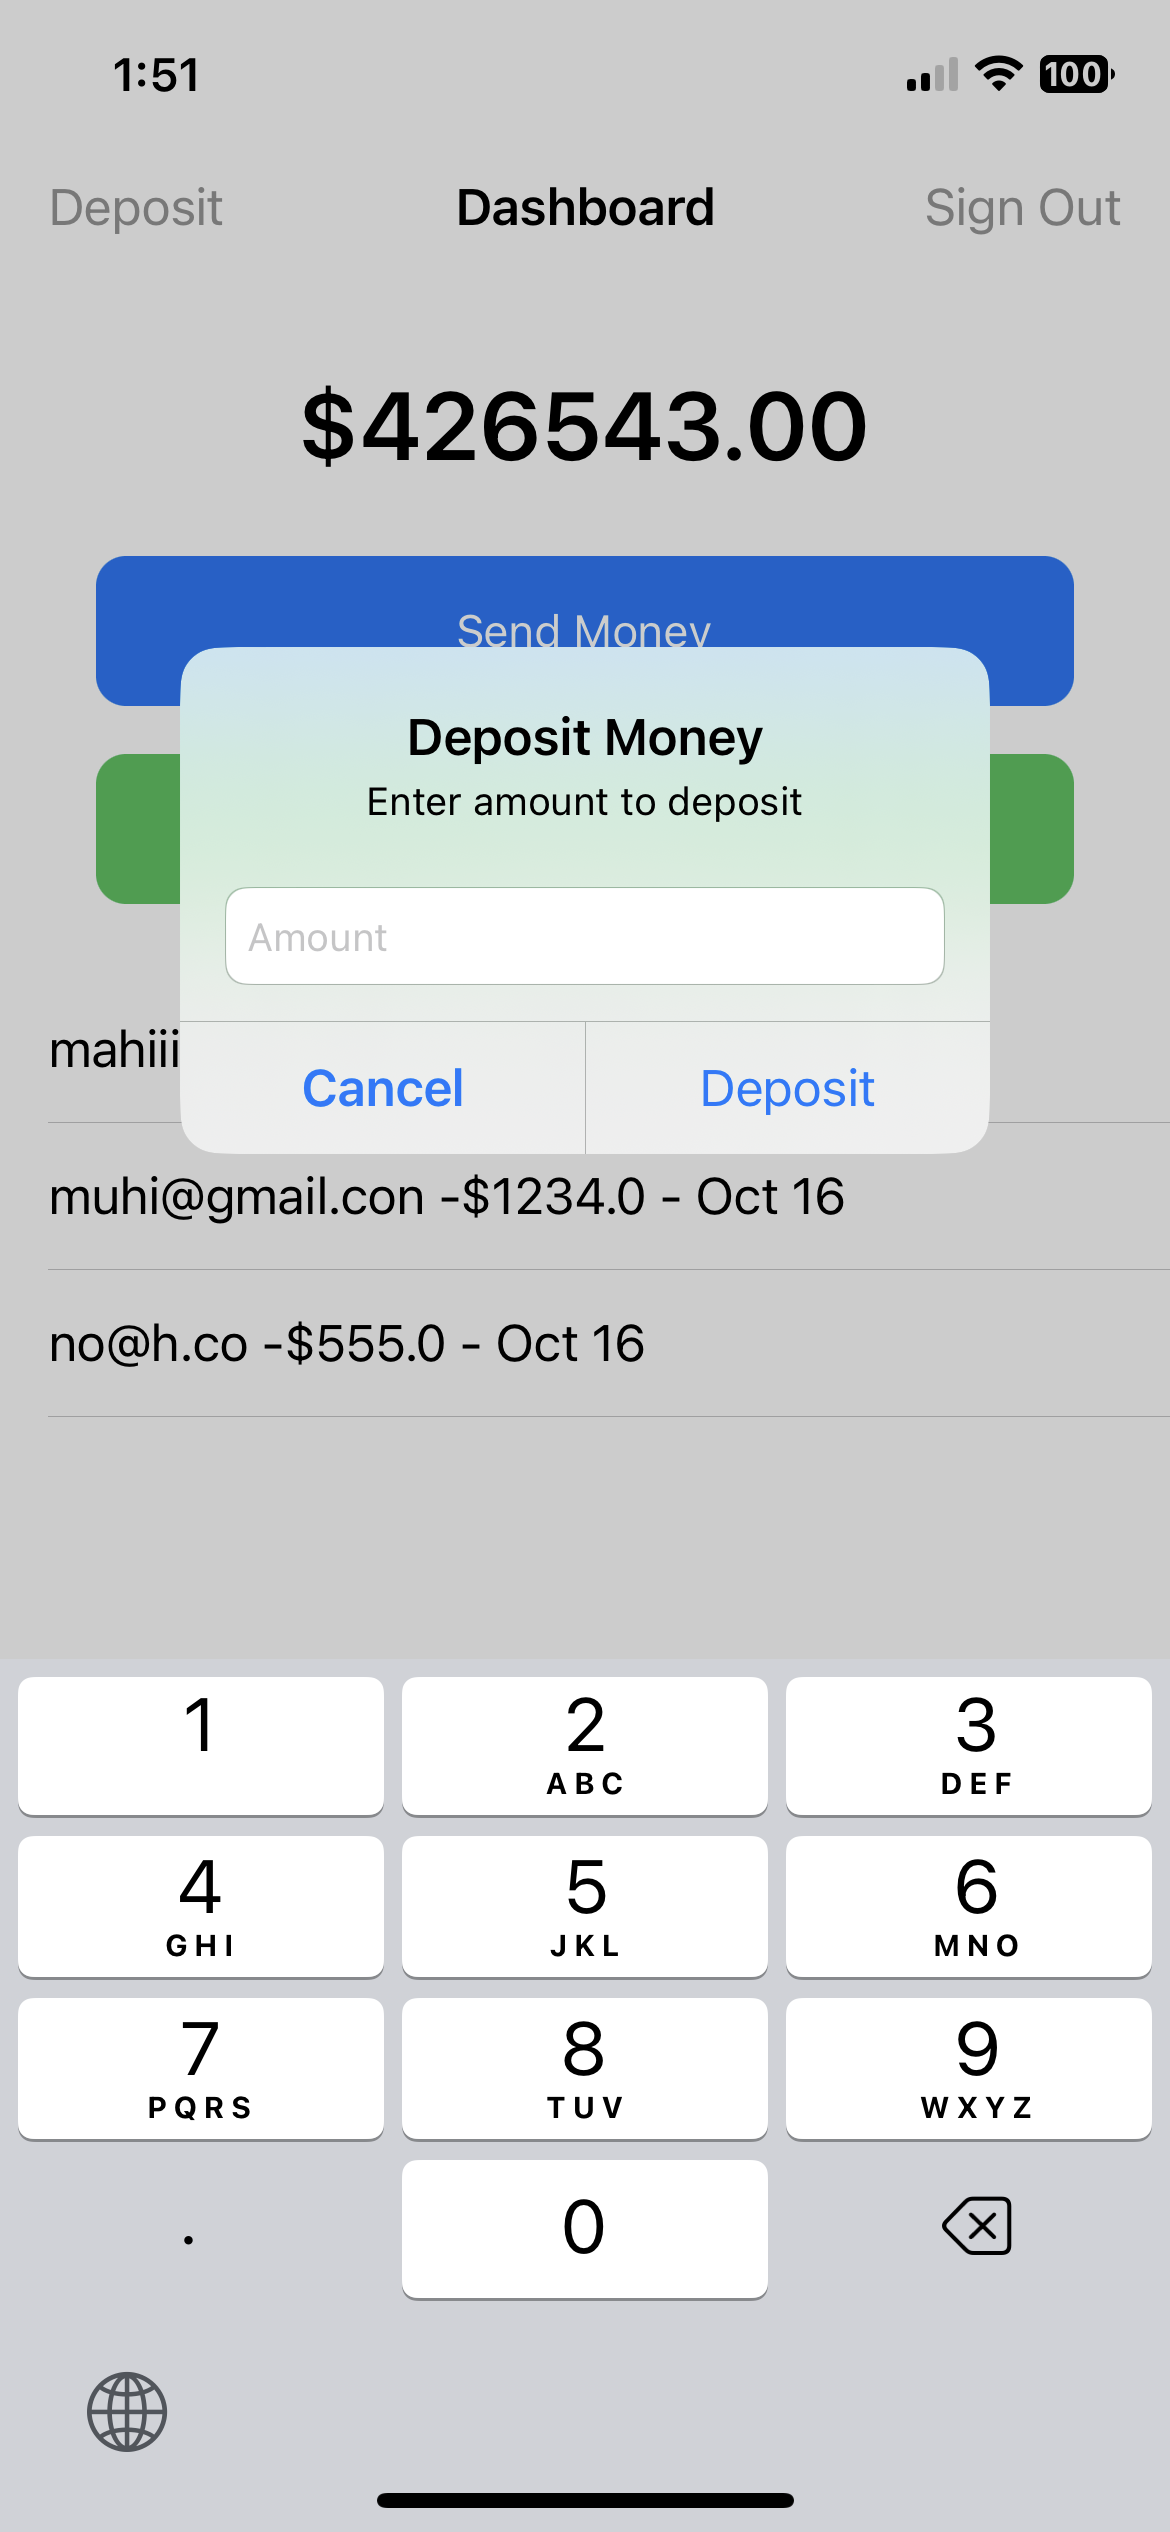 1:51
100
Deposit Dashboard Sign Out
$426543.00
Send Money
Deposit Money
Enter amount to deposit
Amount
mahiii
Cancel Deposit
muhi@gmail.con -$1234.0 - Oct 16
no@h.co -$555.0 - Oct 16
1 2 3
ABC DEF
4 5 6
GHI JKL MNO
7 8 9
PQRS TUV WXYZ
. 0